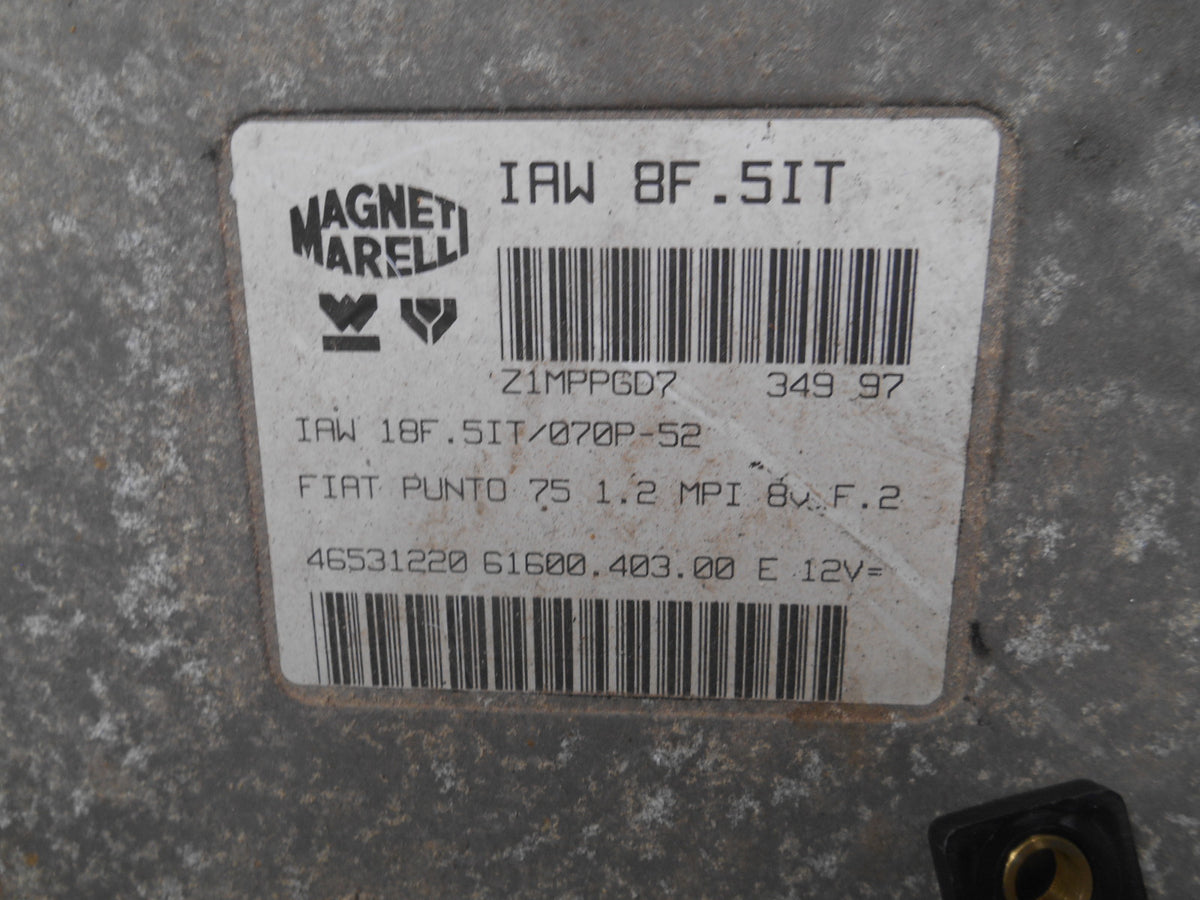 MAGNETI
MARELLI
IAW 8F.5IT
Z1MPPGD7 349 97
IAW 18F.5IT/070P-52
FIAT PUNTO 75 1.2 MPI 8v F.2
46531220 61600.403.00 E 12V=